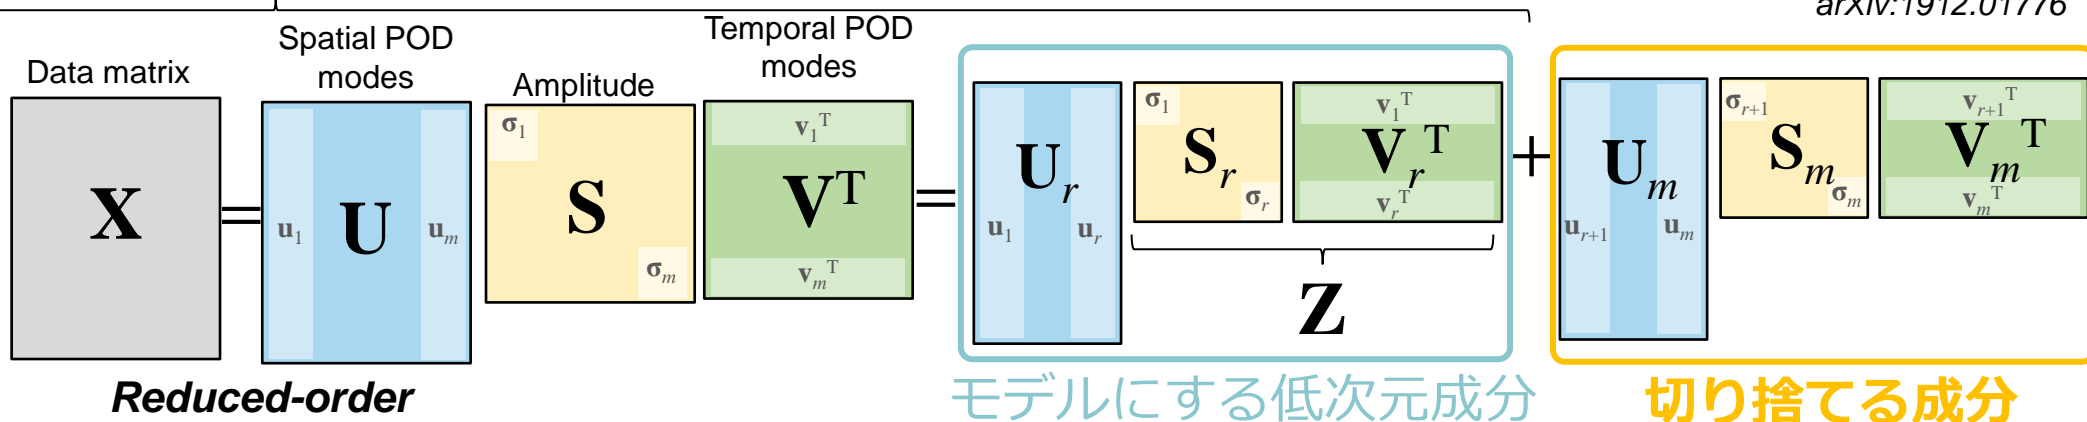 arXiv:1912.01776
Spatial POD
modes
Temporal POD
modes
Data matrix
Amplitude
X
=
u₁
U
uₘ
σ₁
S
σₘ
v₁ᵀ
Vᵀ
vₘᵀ
=
u₁
Uᵣ
uᵣ
σ₁
Sᵣ
σᵣ
v₁ᵀ
Vᵣᵀ
vᵣᵀ
Z
+
uᵣ₊₁
Uₘ
uₘ
σᵣ₊₁
Sₘ
σₘ
vᵣ₊₁ᵀ
Vₘᵀ
vₘᵀ
Reduced-order
モデルにする低次元成分
切り捨てる成分